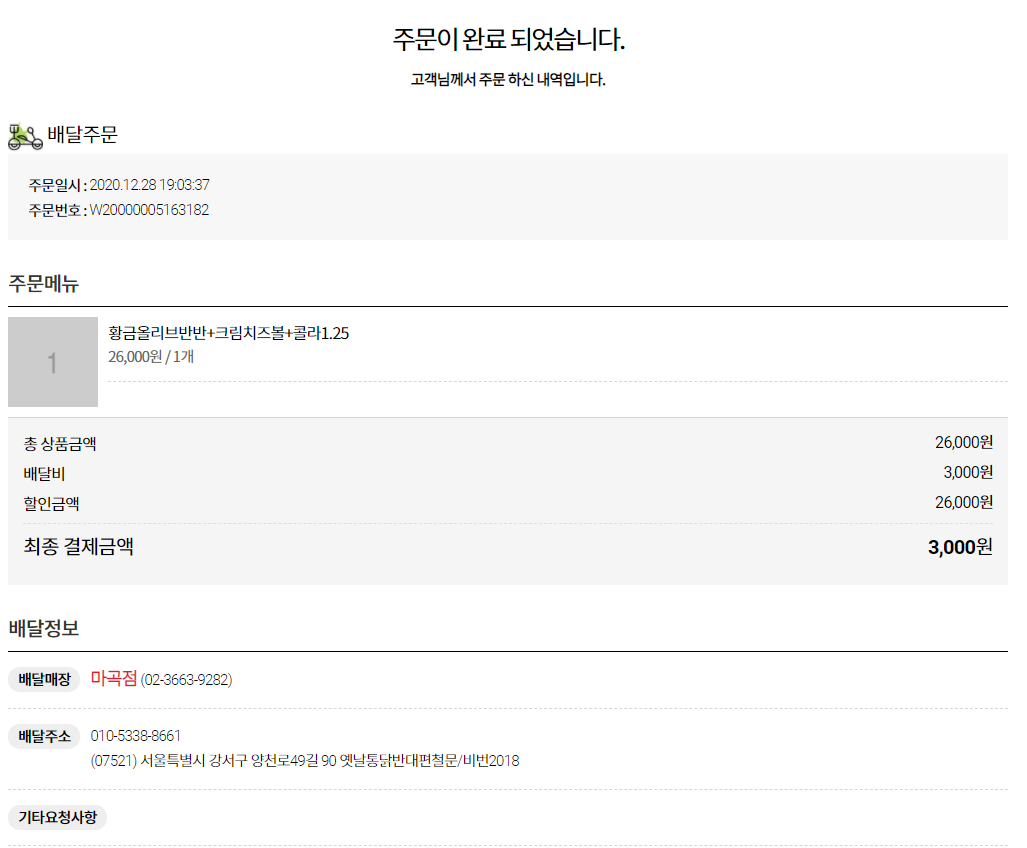 주문이 완료 되었습니다.
고객님께서 주문 하신 내역입니다.
배달주문
주문일시 : 2020.12.28 19:03:37
주문번호 : W20000005163182
주문메뉴
1
황금올리브반반+크림치즈볼+콜라1.25
26,000원 / 1개
총 상품금액 26,000원
배달비 3,000원
할인금액 26,000원
최종 결제금액 3,000원
배달정보
배달매장 마곡점 (02-3663-9282)
배달주소 010-5338-8661
(07521) 서울특별시 강서구 양천로49길 90 옛날통닭반대편철문/비번2018
기타요청사항